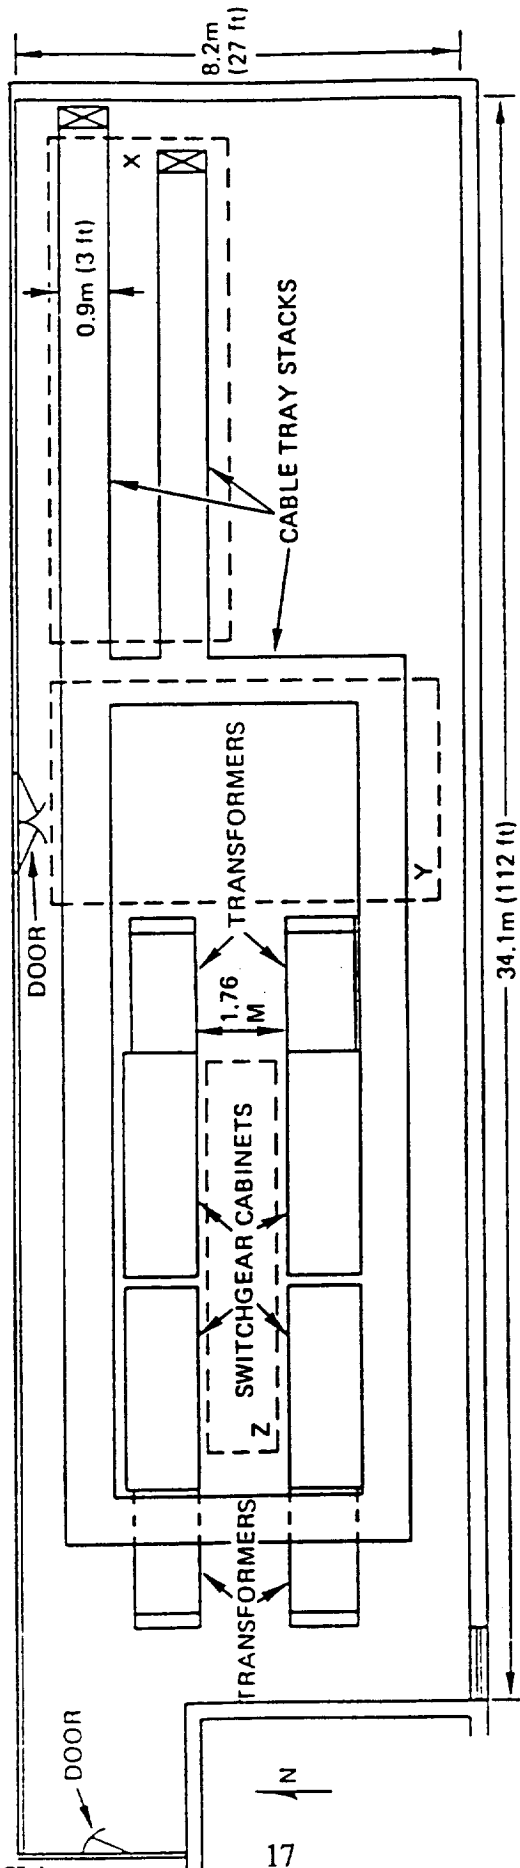 8.2m
(27 ft)
X
0.9m (3 ft)
CABLE TRAY STACKS
DOOR
TRANSFORMERS
Y
34.1m (112 ft)
1.76
M
SWITCHGEAR CABINETS
Z
TRANSFORMERS
DOOR
N
17